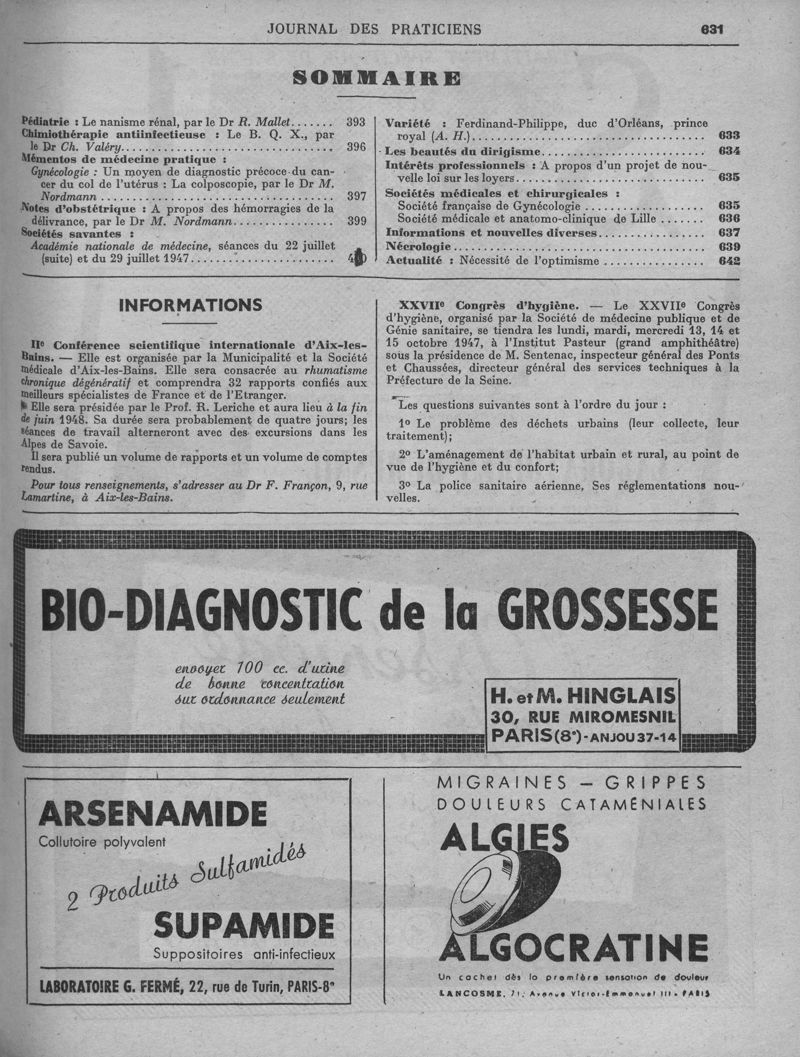 JOURNAL DES PRATICIENS
631
SOMMAIRE
Pédiatrie : Le nanisme rénal, par le Dr R. Mallet....... 393
Chimiothérapie antiinfectieuse : Le B. Q. X., par
le Dr Ch. Valéry.................................. 396
Mémentos de médecine pratique :
Gynécologie : Un moyen de diagnostic précoce du can-
cer du col de l'utérus : La colposcopie, par le Dr M.
Nordmann ..................................... 397
Notes d'obstétrique : A propos des hémorragies de la
délivrance, par le Dr M. Nordmann................ 399
Sociétés savantes :
Académie nationale de médecine, séances du 22 juillet
(suite) et du 29 juillet 1947.......................
Variété : Ferdinand-Philippe, duc d'Orléans, prince
royal (A. H.).................................. 633
Les beautés du dirigisme........................ 634
Intérêts professionnels : A propos d'un projet de nou-
velle loi sur les loyers............................ 635
Sociétés médicales et chirurgicales :
Société française de Gynécologie .................. 635
Société médicale et anatomo-clinique de Lille ....... 636
Informations et nouvelles diverses................ 637
Nécrologie...................................... 639
Actualité : Nécessité de l'optimisme ................ 642
INFORMATIONS
IIe Conférence scientifique internationale d'Aix-les-
Bains. — Elle est organisée par la Municipalité et la Société
médicale d'Aix-les-Bains. Elle sera consacrée au rhumatisme
chronique dégénératif et comprendra 32 rapports confiés aux
meilleurs spécialistes de France et de l'Etranger.
Elle sera présidée par le Prof. R. Leriche et aura lieu à la fin
de juin 1948. Sa durée sera probablement de quatre jours; les
séances de travail alterneront avec des excursions dans les
Alpes de Savoie.
Il sera publié un volume de rapports et un volume de comptes
rendus.
Pour tous renseignements, s'adresser au Dr F. Françon, 9, rue
Lamartine, à Aix-les-Bains.
XXVIIe Congrès d'hygiène. — Le XXVIIe Congrès
d'hygiène, organisé par la Société de médecine publique et de
Génie sanitaire, se tiendra les lundi, mardi, mercredi 13, 14 et
15 octobre 1947, à l'Institut Pasteur (grand amphithéâtre)
sous la présidence de M. Sentenac, inspecteur général des Ponts
et Chaussées, directeur général des services techniques à la
Préfecture de la Seine.
Les questions suivantes sont à l'ordre du jour :
1o Le problème des déchets urbains (leur collecte, leur
traitement);
2o L'aménagement de l'habitat urbain et rural, au point de
vue de l'hygiène et du confort;
3o La police sanitaire aérienne, Ses réglementations nou-
velles.
BIO-DIAGNOSTIC de la GROSSESSE
envoyer 100 cc. d'urine
de bonne concentration
sur ordonnance seulement
H. et M. HINGLAIS
30, RUE MIROMESNIL
PARIS (8e) - ANJOU 37-14
ARSENAMIDE
Collutoire polyvalent
2 Produits Sulfamidés
SUPAMIDE
Suppositoires anti-infectieux
LABORATOIRE G. FERMÉ, 22, rue de Turin, PARIS-8e
MIGRAINES — GRIPPES
DOULEURS CATAMÉNIALES
ALGIES
ALGOCRATINE
Un cachet dès la première sensation de douleur
LANCOSME, 71, Avenue Victor-Emmanuel III - PARIS